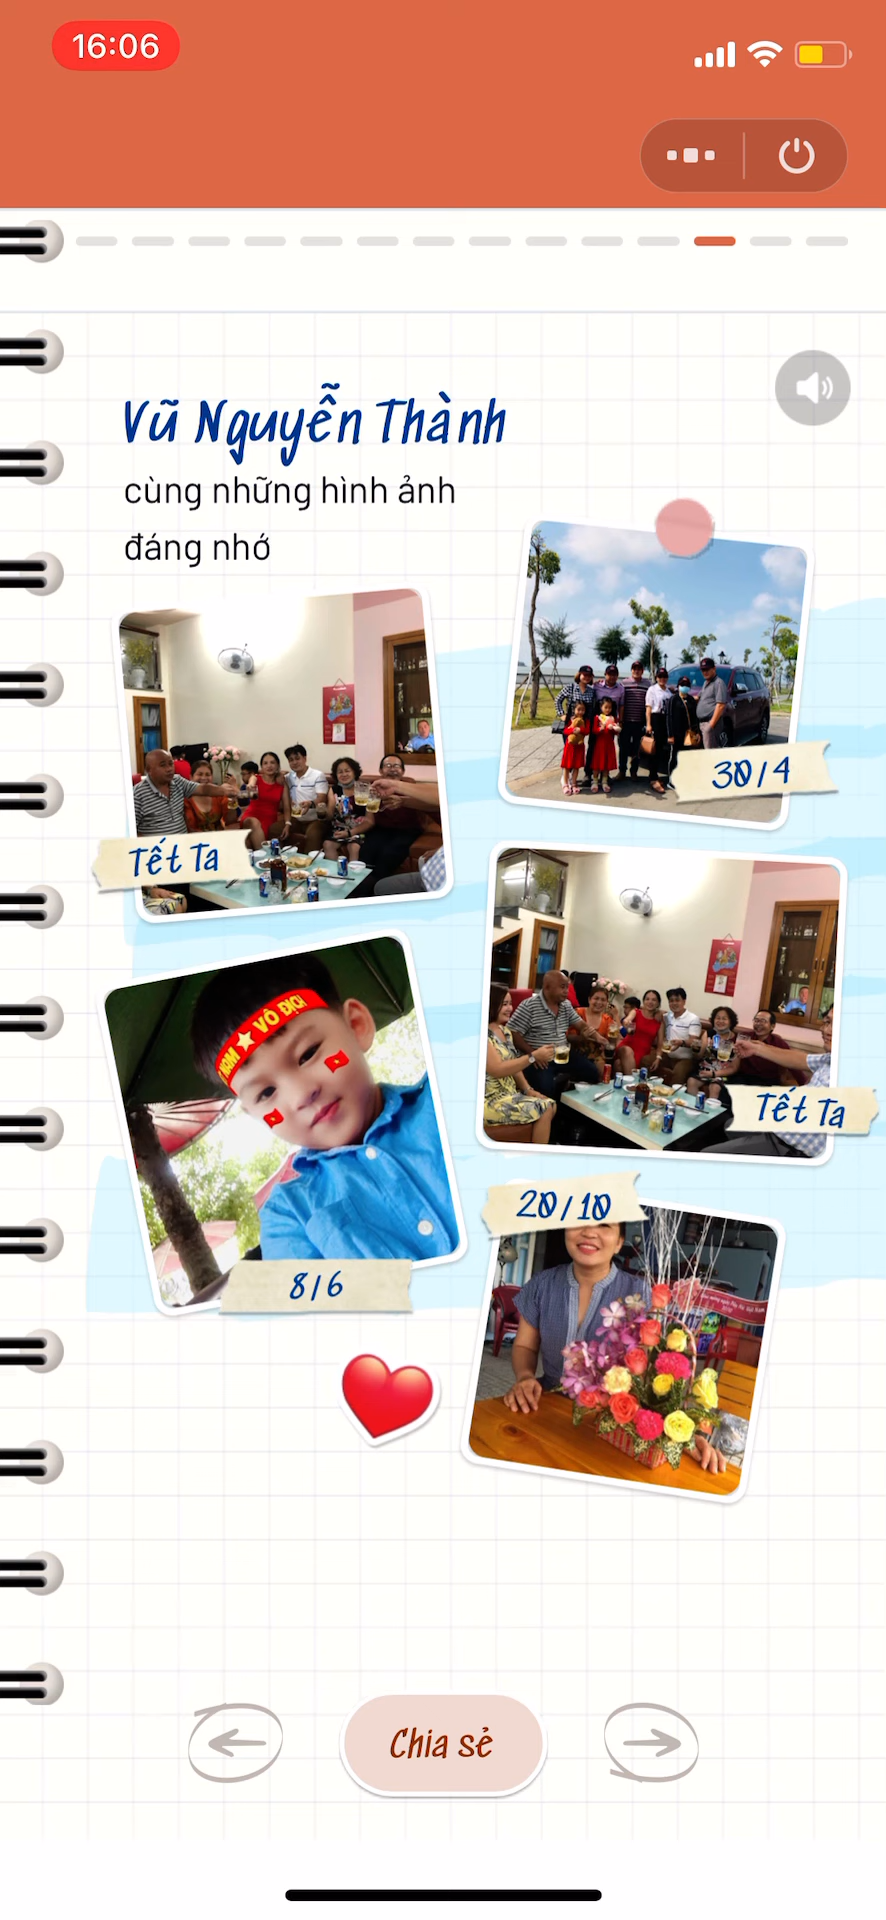 16:06
Vũ Nguyễn Thành
cùng những hình ảnh
đáng nhớ
30/4
Tết Ta
NAM ★ VÔ ĐỊCH
Tết Ta
20/10
8/6
Chia sẻ